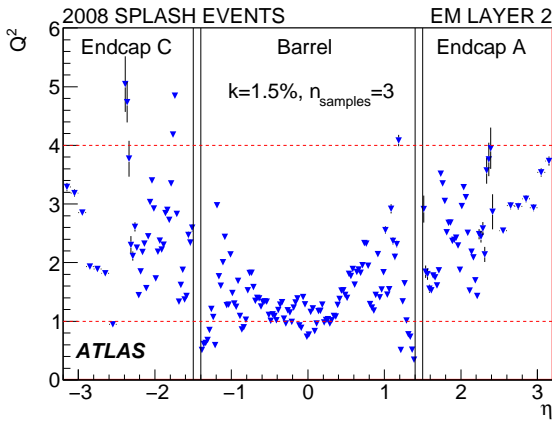 2008 SPLASH EVENTS EM LAYER 2
Q²
Endcap C Barrel Endcap A
k=1.5%, n_samples=3
ATLAS
6
5
4
3
2
1
0
−3 −2 −1 0 1 2 3
η